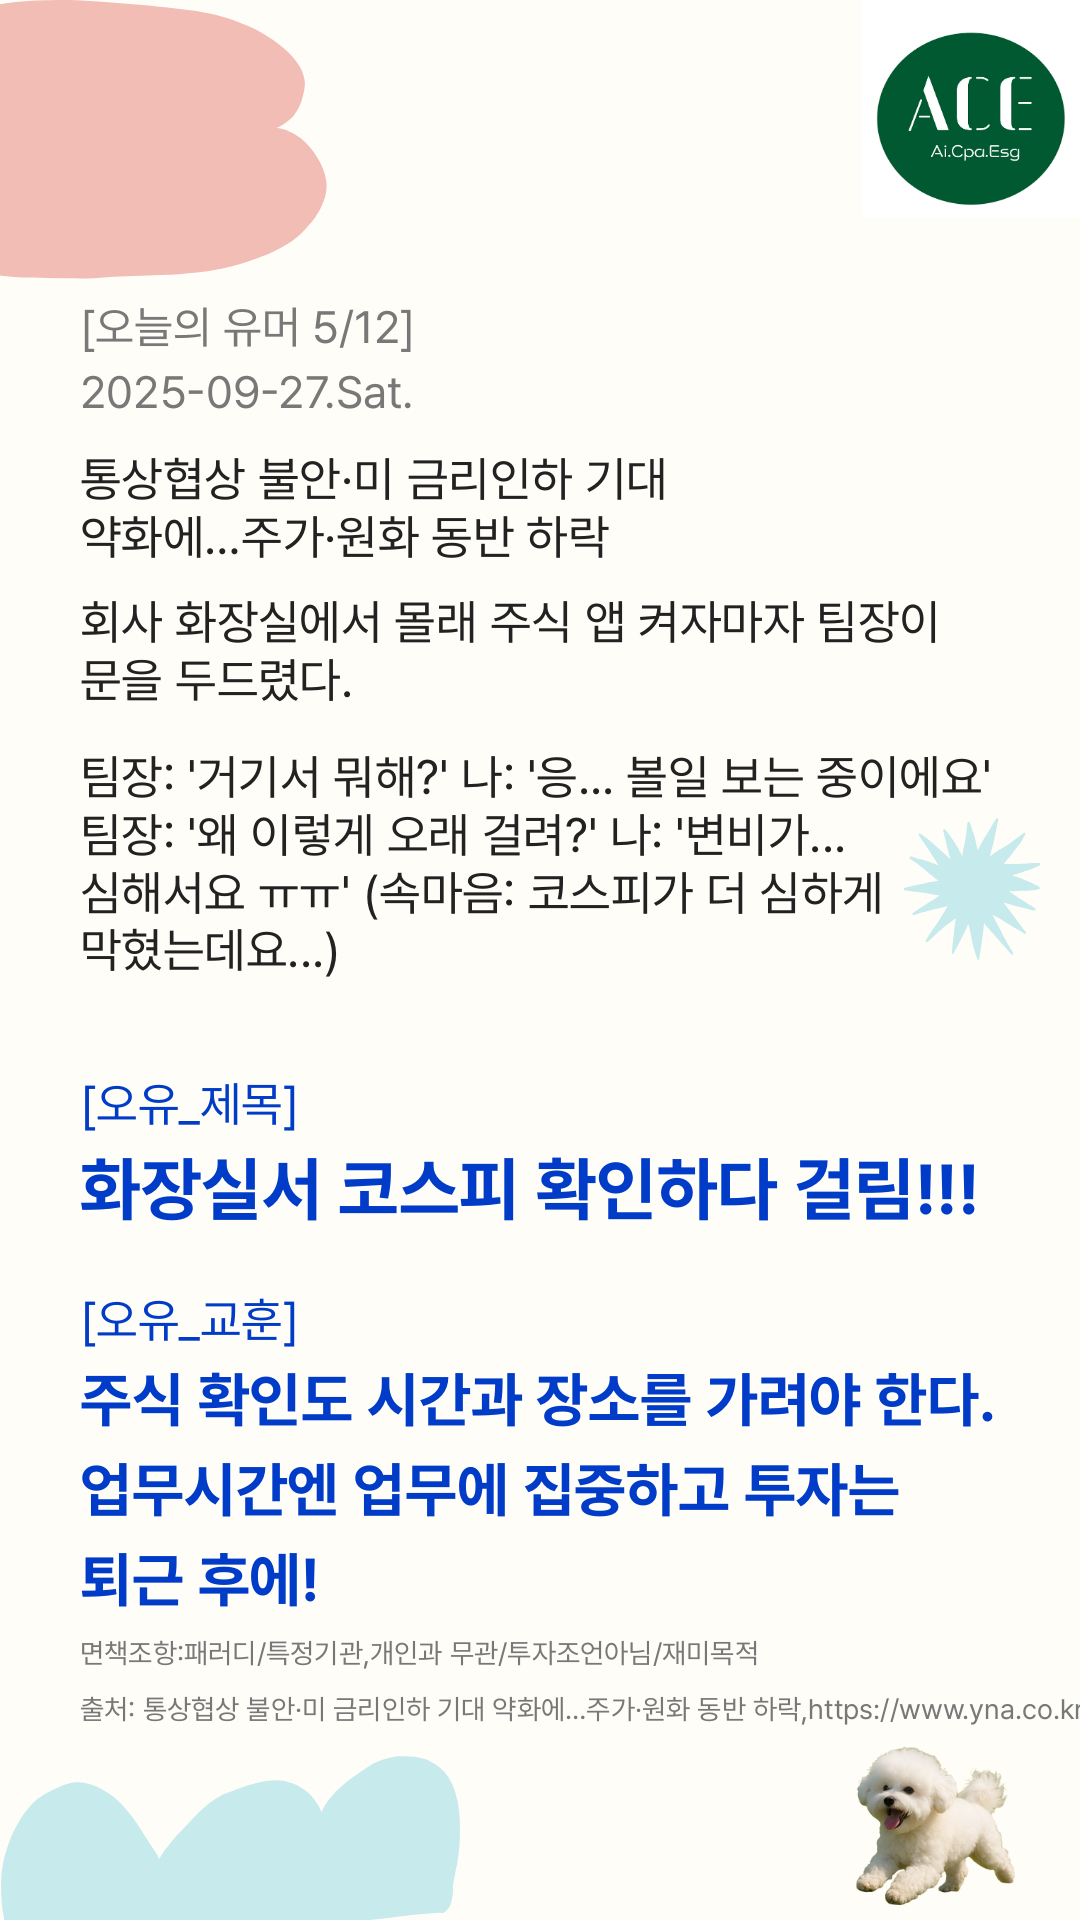 ACE
Ai.Cpa.Esg
[오늘의 유머 5/12]
2025-09-27.Sat.
통상협상 불안·미 금리인하 기대
약화에...주가·원화 동반 하락
회사 화장실에서 몰래 주식 앱 켜자마자 팀장이
문을 두드렸다.
팀장: '거기서 뭐해?' 나: '응... 볼일 보는 중이에요'
팀장: '왜 이렇게 오래 걸려?' 나: '변비가...
심해서요 ㅠㅠ' (속마음: 코스피가 더 심하게
막혔는데요...)
[오유_제목]
화장실서 코스피 확인하다 걸림!!!
[오유_교훈]
주식 확인도 시간과 장소를 가려야 한다.
업무시간엔 업무에 집중하고 투자는
퇴근 후에!
면책조항:패러디/특정기관,개인과 무관/투자조언아님/재미목적
출처: 통상협상 불안·미 금리인하 기대 약화에...주가·원화 동반 하락,https://www.yna.co.kr